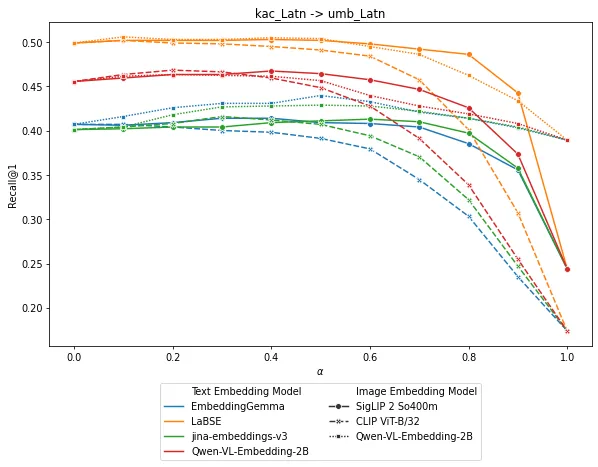 kac_Latn -> umb_Latn
Recall@1
0.50
0.45
0.40
0.35
0.30
0.25
0.20
0.0
0.2
0.4
0.6
0.8
1.0
α
Text Embedding Model
EmbeddingGemma
LaBSE
jina-embeddings-v3
Qwen-VL-Embedding-2B
Image Embedding Model
SigLIP 2 So400m
CLIP ViT-B/32
Qwen-VL-Embedding-2B